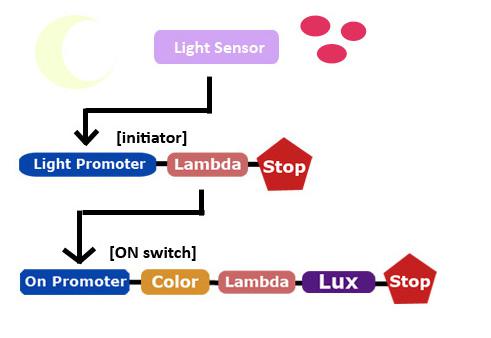 Light Sensor
[initiator]
Light Promoter Lambda Stop
[ON switch]
On Promoter Color Lambda Lux Stop